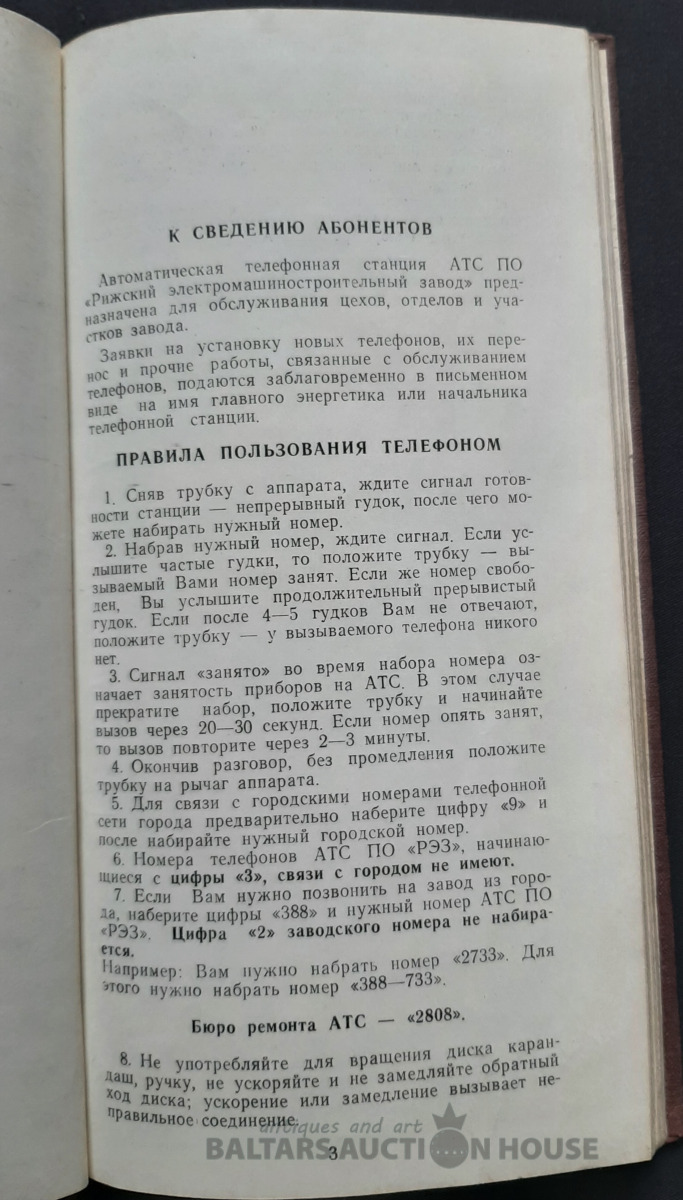 К СВЕДЕНИЮ АБОНЕНТОВ
Автоматическая телефонная станция АТС ПО
«Рижский электромашиностроительный завод» пред-
назначена для обслуживания цехов, отделов и уча-
стков завода.
Заявки на установку новых телефонов, их пере-
нос и прочие работы, связанные с обслуживанием
телефонов, подаются заблаговременно в письменном
виде на имя главного энергетика или начальника
телефонной станции.
ПРАВИЛА ПОЛЬЗОВАНИЯ ТЕЛЕФОНОМ
1. Сняв трубку с аппарата, ждите сигнал готов-
ности станции — непрерывный гудок, после чего мо-
жете набирать нужный номер.
2. Набрав нужный номер, ждите сигнал. Если ус-
лышите частые гудки, то положите трубку — вы-
зываемый Вами номер занят. Если же номер свобо-
ден, Вы услышите продолжительный прерывистый
гудок. Если после 4—5 гудков Вам не отвечают,
положите трубку — у вызываемого телефона никого
нет.
3. Сигнал «занято» во время набора номера оз-
начает занятость приборов на АТС. В этом случае
прекратите набор, положите трубку и начинайте
вызов через 20—30 секунд. Если номер опять занят,
то вызов повторите через 2—3 минуты.
4. Окончив разговор, без промедления положите
трубку на рычаг аппарата.
5. Для связи с городскими номерами телефонной
сети города предварительно наберите цифру «9» и
после набирайте нужный городской номер.
6. Номера телефонов АТС ПО «РЭЗ», начинаю-
щиеся с цифры «3», связи с городом не имеют.
7. Если Вам нужно позвонить на завод из горо-
да, наберите цифры «388» и нужный номер АТС ПО
«РЭЗ». Цифра «2» заводского номера не набира-
ется.
Например: Вам нужно набрать номер «2733». Для
этого нужно набрать номер «388—733».
Бюро ремонта АТС — «2808».
8. Не употребляйте для вращения диска каран-
даш, ручку, не ускоряйте и не замедляйте обратный
ход диска; ускорение или замедление вызывает не-
правильное соединение.
antiques and art
BALTARS AUCTION HOUSE
3